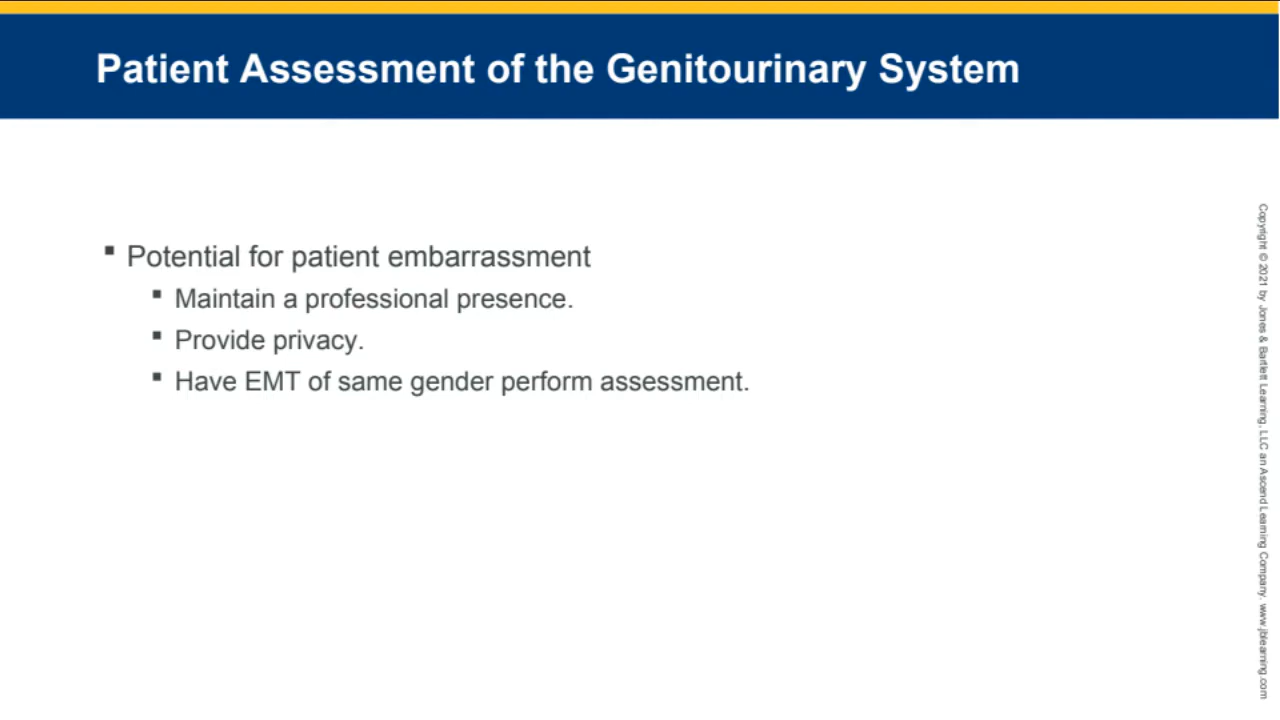 Patient Assessment of the Genitourinary System
▪ Potential for patient embarrassment
▪ Maintain a professional presence.
▪ Provide privacy.
▪ Have EMT of same gender perform assessment.
Copyright © 2021 by Jones & Bartlett Learning, LLC an Ascend Learning Company. www.jblearning.com